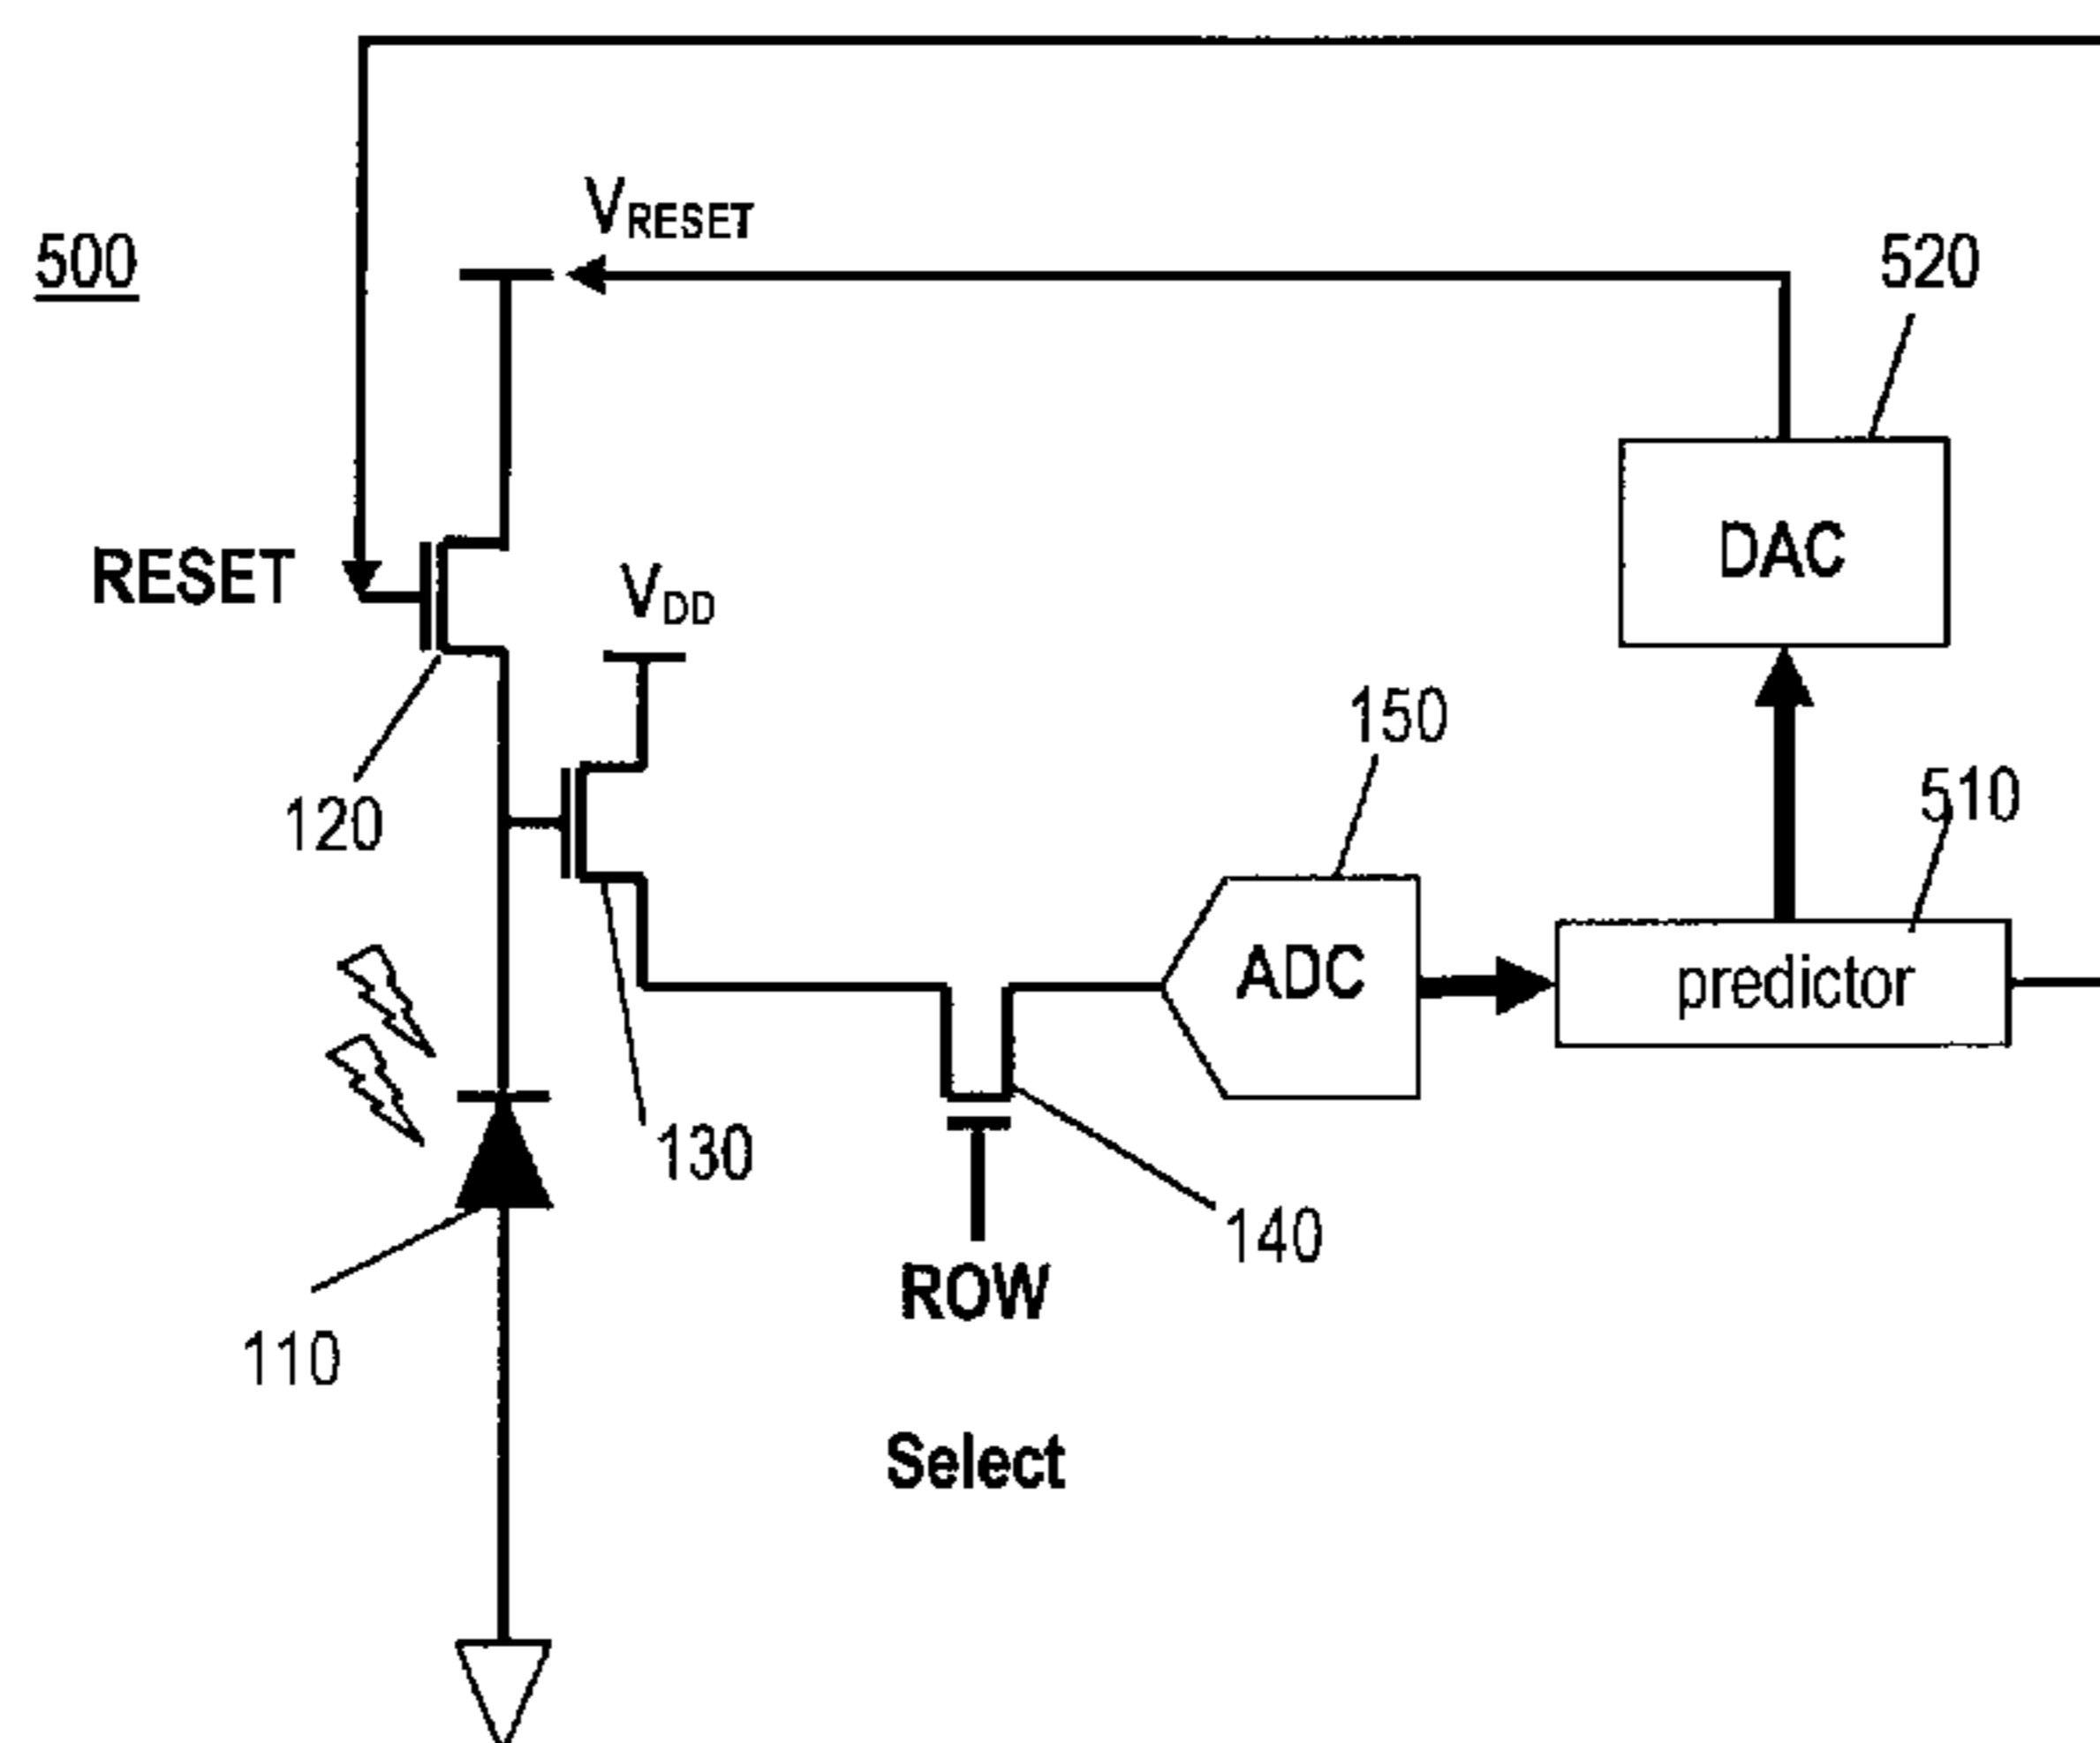 500
VRESET
520
RESET
VDD
DAC
120
150
510
ADC
predictor
130
140
ROW
Select
110